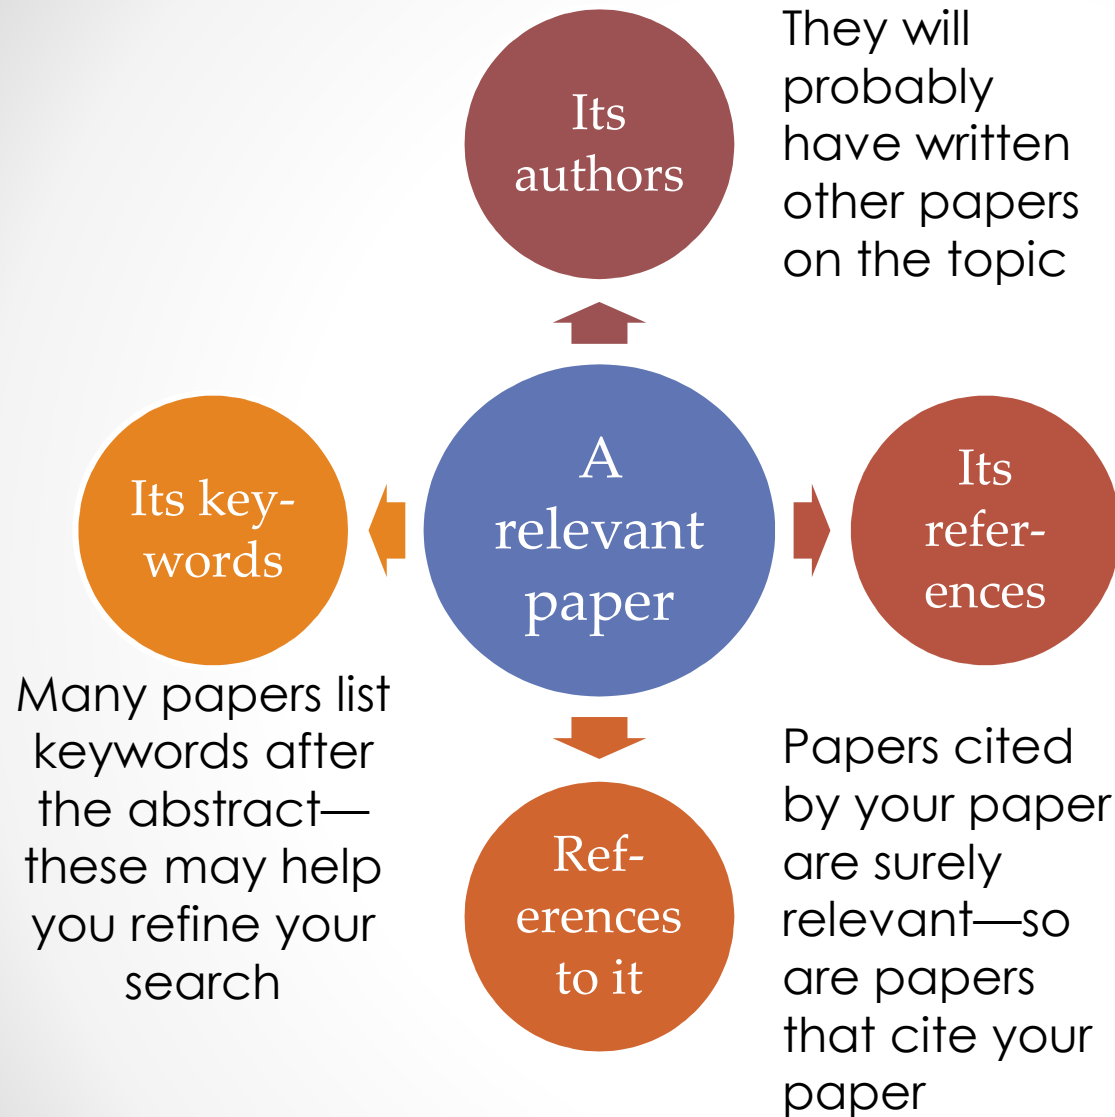 Its
authors
They will
probably
have written
other papers
on the topic
Its key-
words
A
relevant
paper
Its
refer-
ences
Many papers list
keywords after
the abstract—
these may help
you refine your
search
Ref-
erences
to it
Papers cited
by your paper
are surely
relevant—so
are papers
that cite your
paper